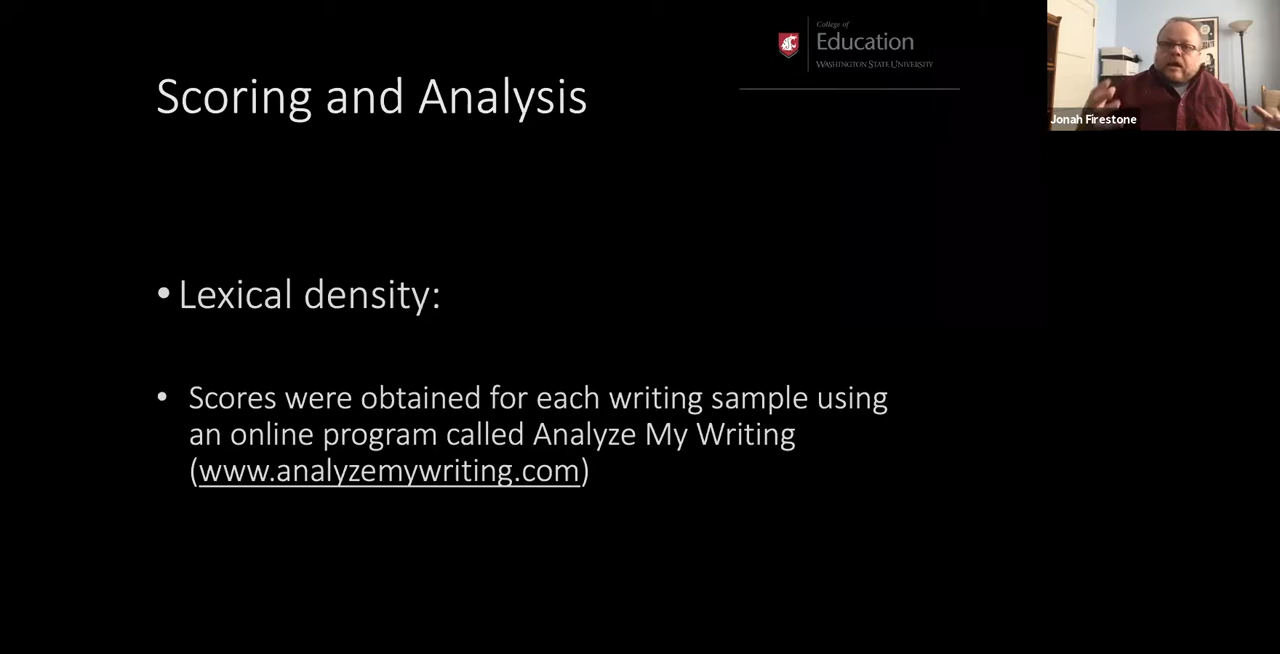 College of
Education
WASHINGTON STATE UNIVERSITY
Scoring and Analysis
Jonah Firestone
•Lexical density:
• Scores were obtained for each writing sample using
an online program called Analyze My Writing
(www.analyzemywriting.com)